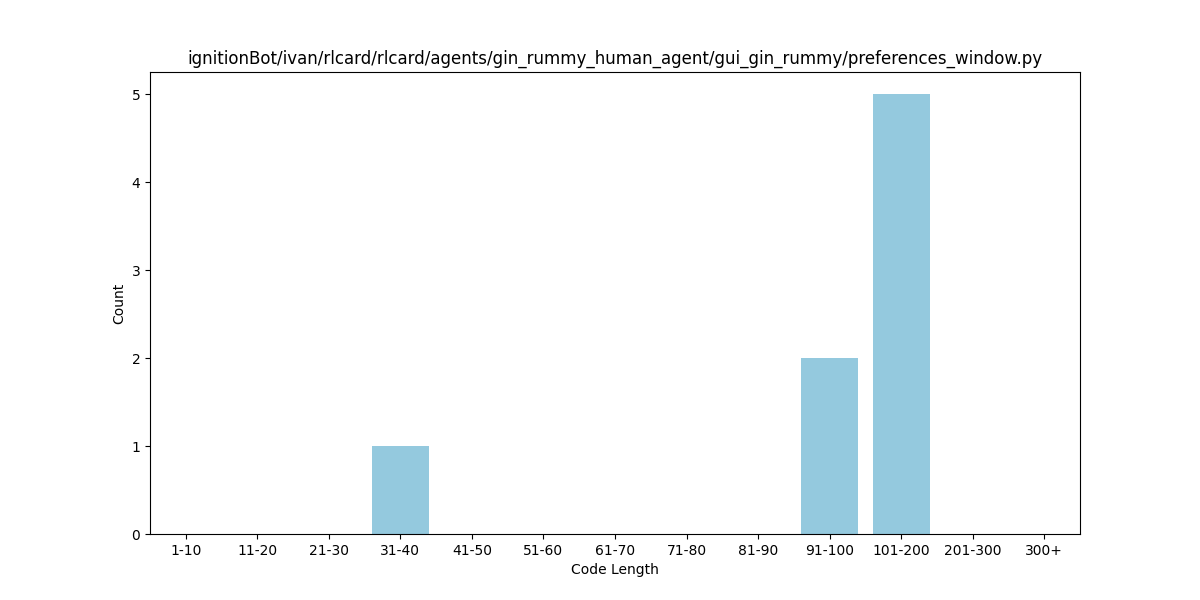 ignitionBot/ivan/rlcard/rlcard/agents/gin_rummy_human_agent/gui_gin_rummy/preferences_window.py
5
4
3
2
1
0
Count
1-10 11-20 21-30 31-40 41-50 51-60 61-70 71-80 81-90 91-100 101-200 201-300 300+
Code Length